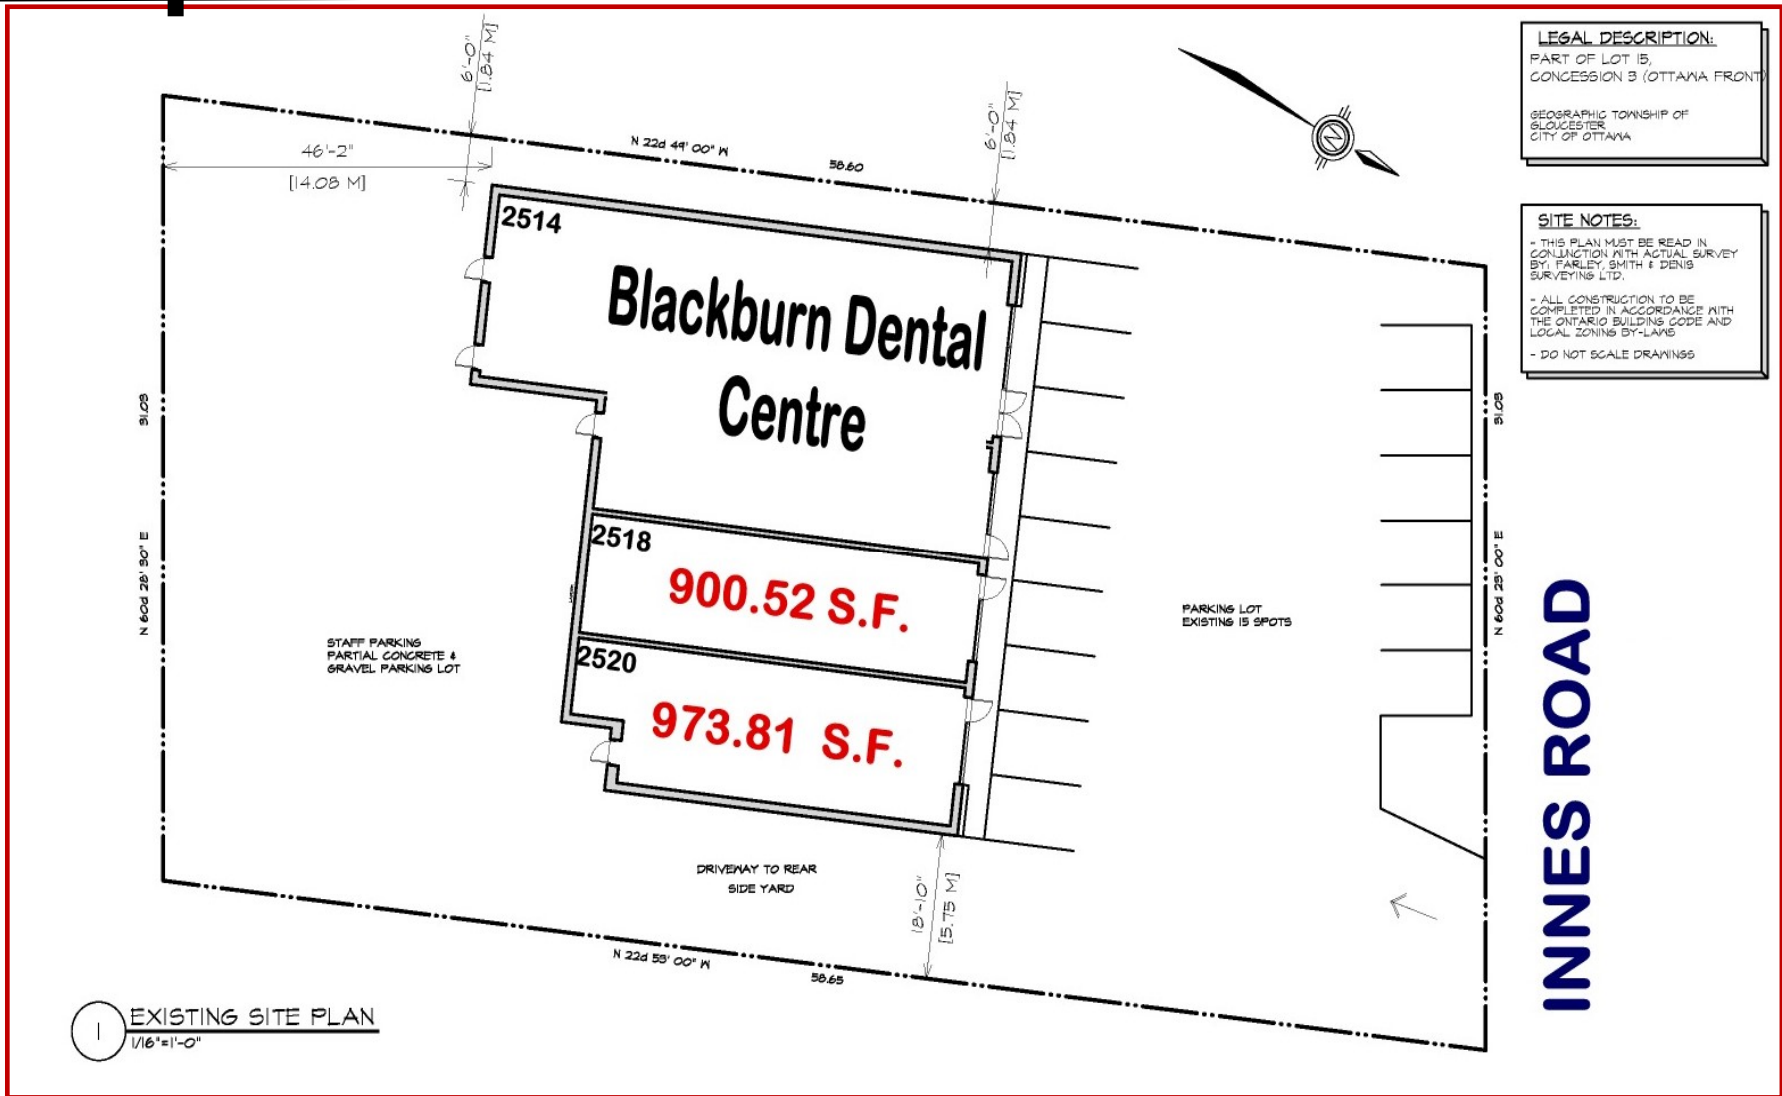 6'-0"
[1.84 M]
46'-2"
[14.08 M]
N 22d 49' 00" W
58.60
6'-0"
[1.84 M]
N
LEGAL DESCRIPTION:
PART OF LOT 15,
CONCESSION 3 (OTTAWA FRONT)
GEOGRAPHIC TOWNSHIP OF
GLOUCESTER
CITY OF OTTAWA
SITE NOTES:
- THIS PLAN MUST BE READ IN
CONJUNCTION WITH ACTUAL SURVEY
BY: FARLEY, SMITH & DENIS
SURVEYING LTD.
- ALL CONSTRUCTION TO BE
COMPLETED IN ACCORDANCE WITH
THE ONTARIO BUILDING CODE AND
LOCAL ZONING BY-LAWS
- DO NOT SCALE DRAWINGS
2514
Blackburn Dental
Centre
31.09
N 60d 28' 30" E
2518
900.52 S.F.
2520
973.81 S.F.
STAFF PARKING
PARTIAL CONCRETE &
GRAVEL PARKING LOT
PARKING LOT
EXISTING 15 SPOTS
31.09
N 60d 25' 00" E
INNES ROAD
DRIVEWAY TO REAR
SIDE YARD
18'-10"
[5.75 M]
N 22d 53' 00" W
58.65
1
EXISTING SITE PLAN
1/16"=1'-0"